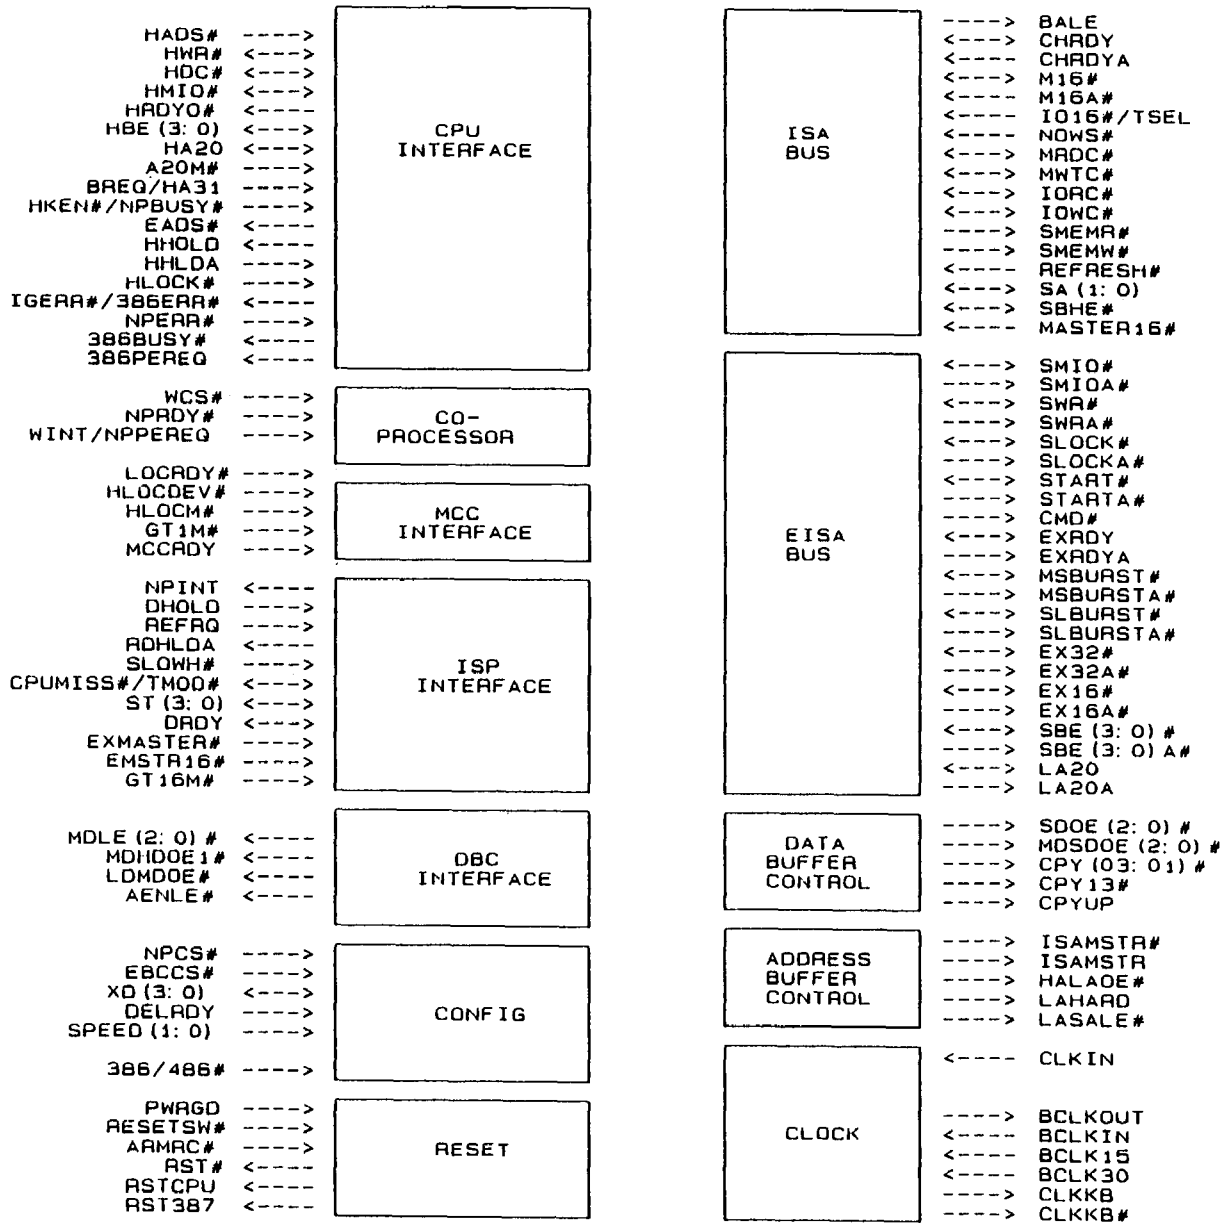 HADS# ---->
HWR# <--->
HDC# <--->
HMIO# <--->
HRDYO# <----
HBE (3: 0) <--->
HA20 <--->
A20M# ---->
BREQ/HA31 ---->
HKEN#/NPBUSY# <--->
EADS# <----
HHOLD <----
HHLDA ---->
HLOCK# ---->
IGERR#/386ERR# <----
NPERR# ---->
386BUSY# <----
386PEREQ <----
CPU
INTERFACE
WCS# ---->
NPRDY# ---->
WINT/NPPEREQ ---->
CO-
PROCESSOR
LOCRDY# ---->
HLOCDEV# ---->
HLOCM# ---->
GT1M# ---->
MCCRDY ---->
MCC
INTERFACE
NPINT <----
DHOLD ---->
REFRQ ---->
RDHLDA <----
SLOWH# ---->
CPUMISS#/TMOD# <--->
ST (3: 0) <--->
DRDY <--->
EXMASTER# ---->
EMSTR16# ---->
GT16M# ---->
ISP
INTERFACE
MDLE (2: 0) # <----
MDHDOE1# <----
LDMDOE# <----
AENLE# <----
DBC
INTERFACE
NPCS# ---->
EBCCS# ---->
XD (3: 0) <--->
DELRDY ---->
SPEED (1: 0) ---->
386/486# ---->
CONFIG
PWRGD ---->
RESETSW# ---->
ARMRC# ---->
RST# <----
RSTCPU <----
RST387 <----
RESET
ISA
BUS
----> BALE
<---> CHRDY
<---- CHRDYA
<---> M16#
<---- M16A#
<---- IO16#/TSEL
<---- NOWS#
<---> MRDC#
<---> MWTC#
<---> IORC#
<---> IOWC#
----> SMEMR#
----> SMEMW#
<---- REFRESH#
<---> SA (1: 0)
<---> SBHE#
<---- MASTER16#
EISA
BUS
<---> SMIO#
----> SMIOA#
<---> SWR#
----> SWRA#
<---> SLOCK#
----> SLOCKA#
<---> START#
----> STARTA#
----> CMD#
<---> EXRDY
----> EXRDYA
<---> MSBURST#
----> MSBURSTA#
<---> SLBURST#
----> SLBURSTA#
<---> EX32#
----> EX32A#
<---> EX16#
----> EX16A#
<---> SBE (3: 0) #
----> SBE (3: 0) A#
<---> LA20
----> LA20A
DATA
BUFFER
CONTROL
----> SDOE (2: 0) #
----> MDSDOE (2: 0) #
----> CPY (03: 01) #
----> CPY13#
----> CPYUP
ADDRESS
BUFFER
CONTROL
----> ISAMSTR#
----> ISAMSTR
----> HALAOE#
----> LAHARD
----> LASALE#
CLOCK
<---- CLKIN
----> BCLKOUT
<---- BCLKIN
<---- BCLK15
<---- BCLK30
----> CLKKB
----> CLKKB#